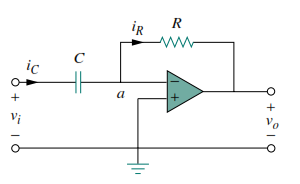 i_R R
i_C C
a − +
+ +
v_i v_o
− −